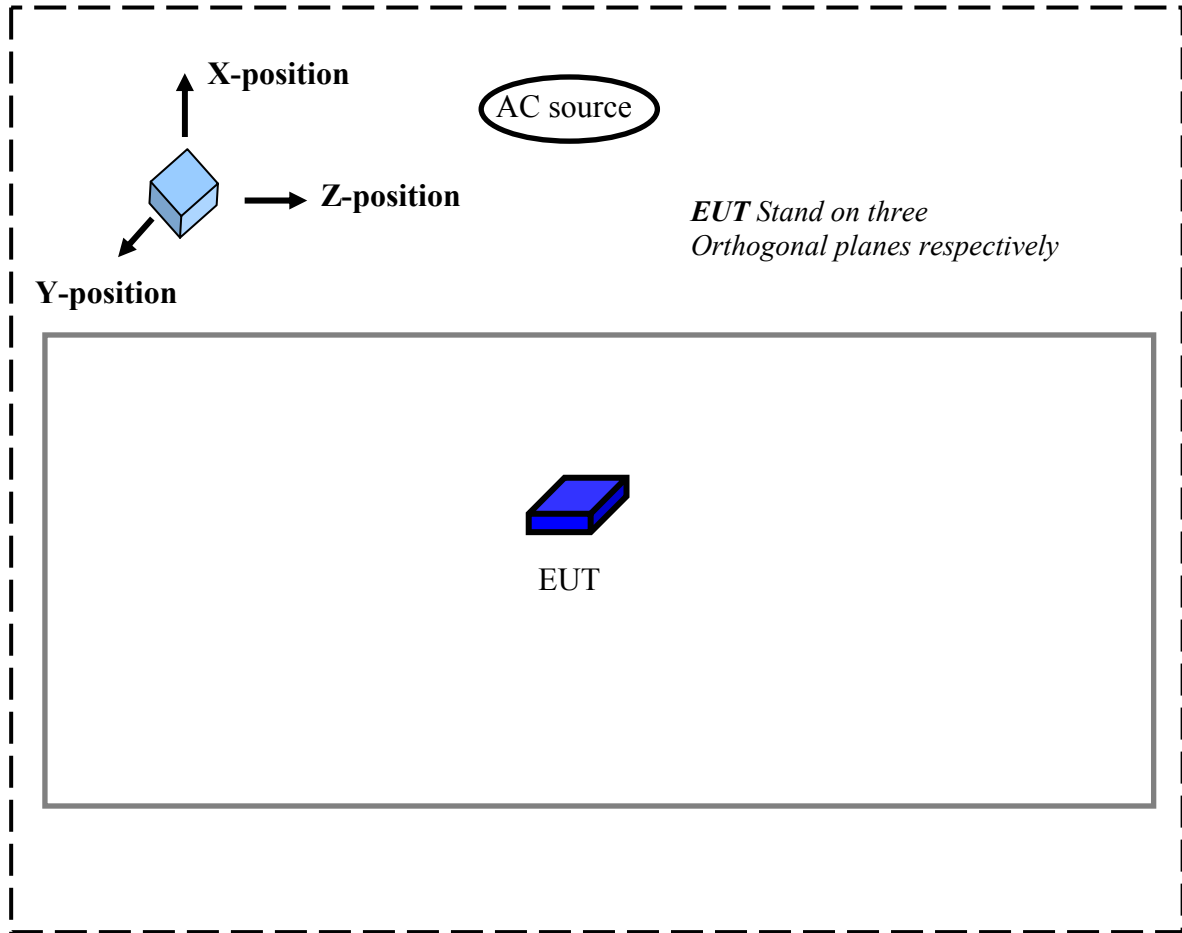 X-position
AC source
Z-position
EUT Stand on three
Orthogonal planes respectively
Y-position
EUT